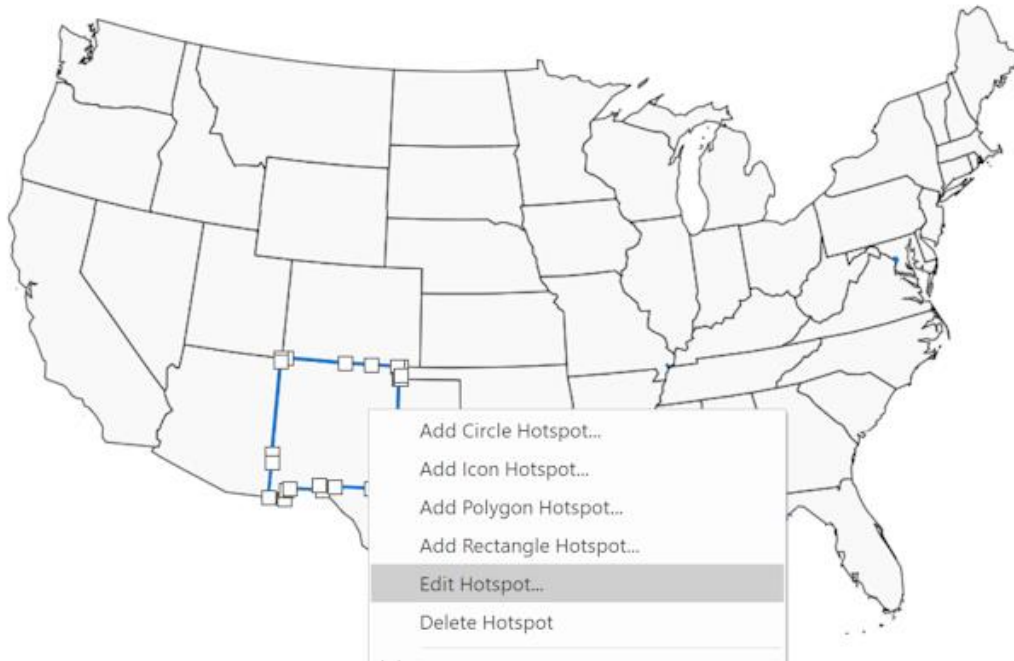 Add Circle Hotspot...
Add Icon Hotspot...
Add Polygon Hotspot...
Add Rectangle Hotspot...
Edit Hotspot...
Delete Hotspot